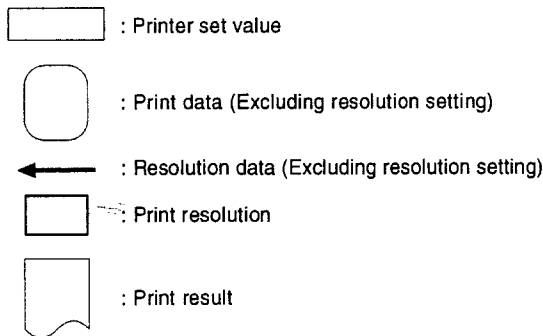 : Printer set value
: Print data (Excluding resolution setting)
: Resolution data (Excluding resolution setting)
: Print resolution
: Print result